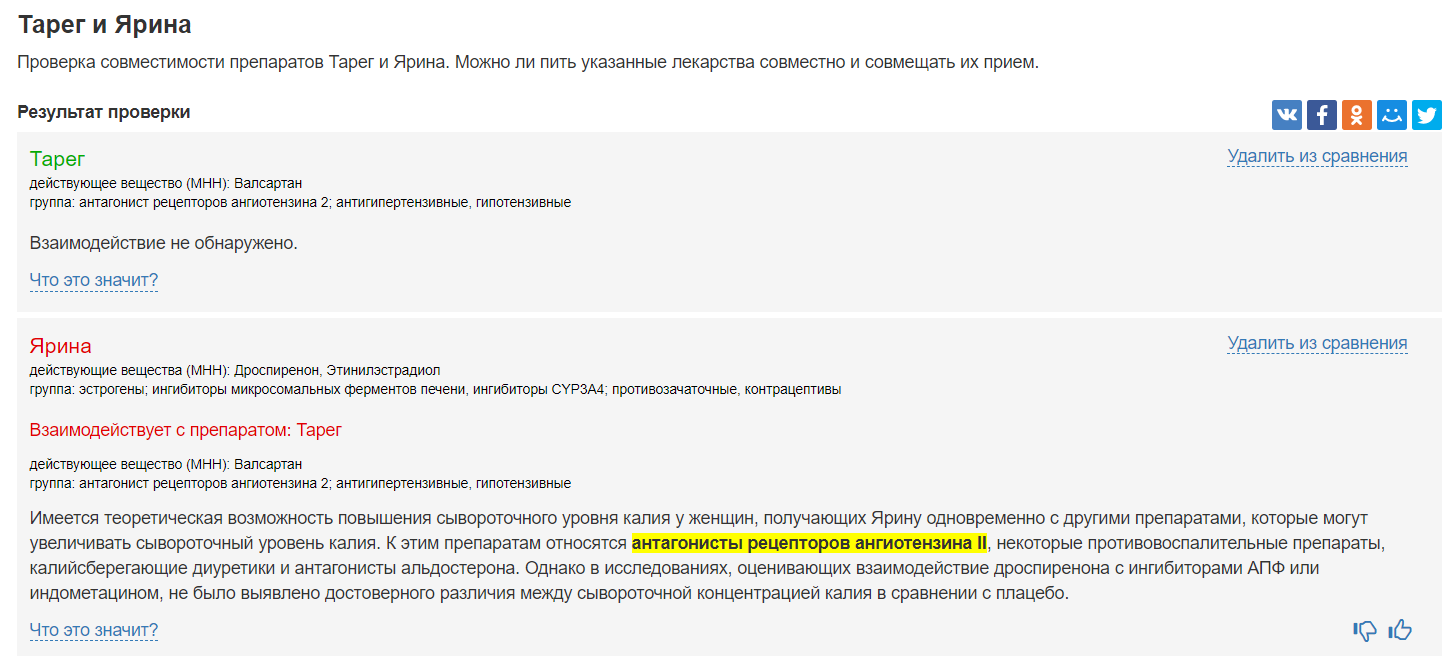 Тарег и Ярина
Проверка совместимости препаратов Тарег и Ярина. Можно ли пить указанные лекарства совместно и совмещать их прием.
Результат проверки
Тарег
Удалить из сравнения
действующее вещество (МНН): Валсартан
группа: антагонист рецепторов ангиотензина 2; антигипертензивные, гипотензивные
Взаимодействие не обнаружено.
Что это значит?
Ярина
Удалить из сравнения
действующие вещества (МНН): Дроспиренон, Этинилэстрадиол
группа: эстрогены; ингибиторы микросомальных ферментов печени, ингибиторы CYP3A4; противозачаточные, контрацептивы
Взаимодействует с препаратом: Тарег
действующее вещество (МНН): Валсартан
группа: антагонист рецепторов ангиотензина 2; антигипертензивные, гипотензивные
Имеется теоретическая возможность повышения сывороточного уровня калия у женщин, получающих Ярину одновременно с другими препаратами, которые могут
увеличивать сывороточный уровень калия. К этим препаратам относятся антагонисты рецепторов ангиотензина II, некоторые противовоспалительные препараты,
калийсберегающие диуретики и антагонисты альдостерона. Однако в исследованиях, оценивающих взаимодействие дроспиренона с ингибиторами АПФ или
индометацином, не было выявлено достоверного различия между сывороточной концентрацией калия в сравнении с плацебо.
Что это значит?